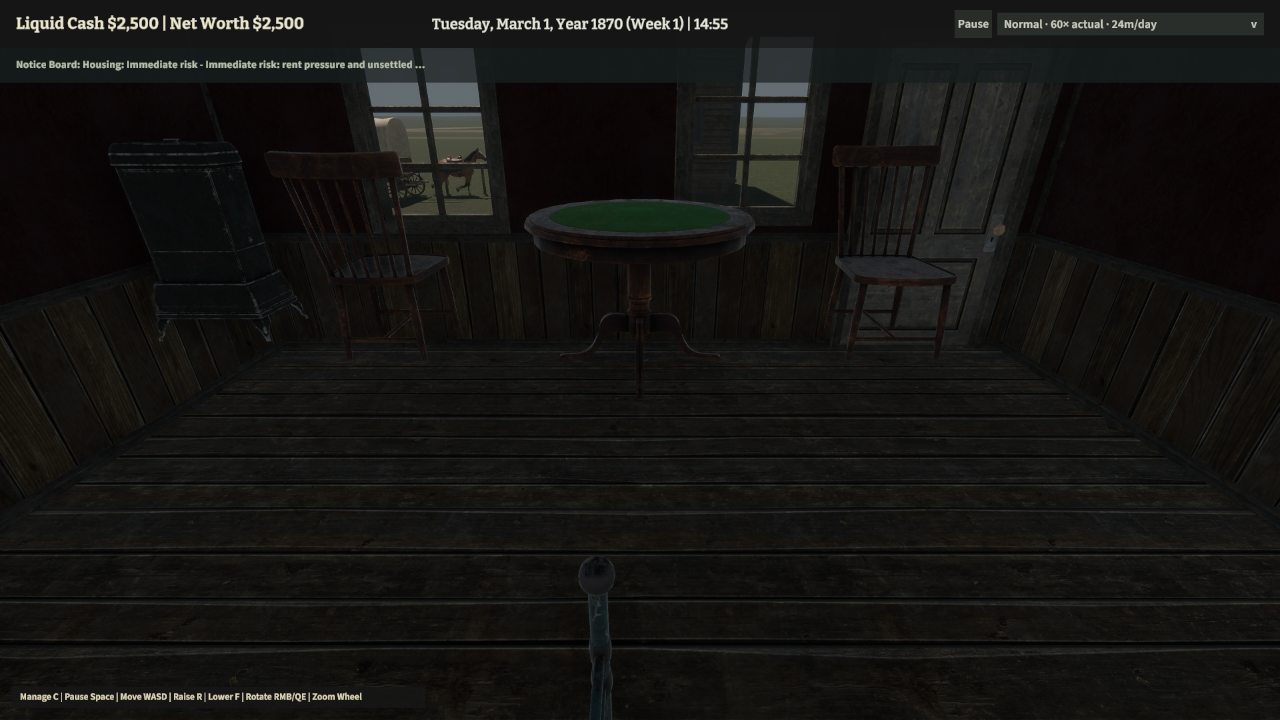 Liquid Cash $2,500 | Net Worth $2,500
Tuesday, March 1, Year 1870 (Week 1) | 14:55
Pause
Normal · 60× actual · 24m/day
v
Notice Board: Housing: Immediate risk - Immediate risk: rent pressure and unsettled ...
Manage C | Pause Space | Move WASD | Raise R | Lower F | Rotate RMB/QE | Zoom Wheel